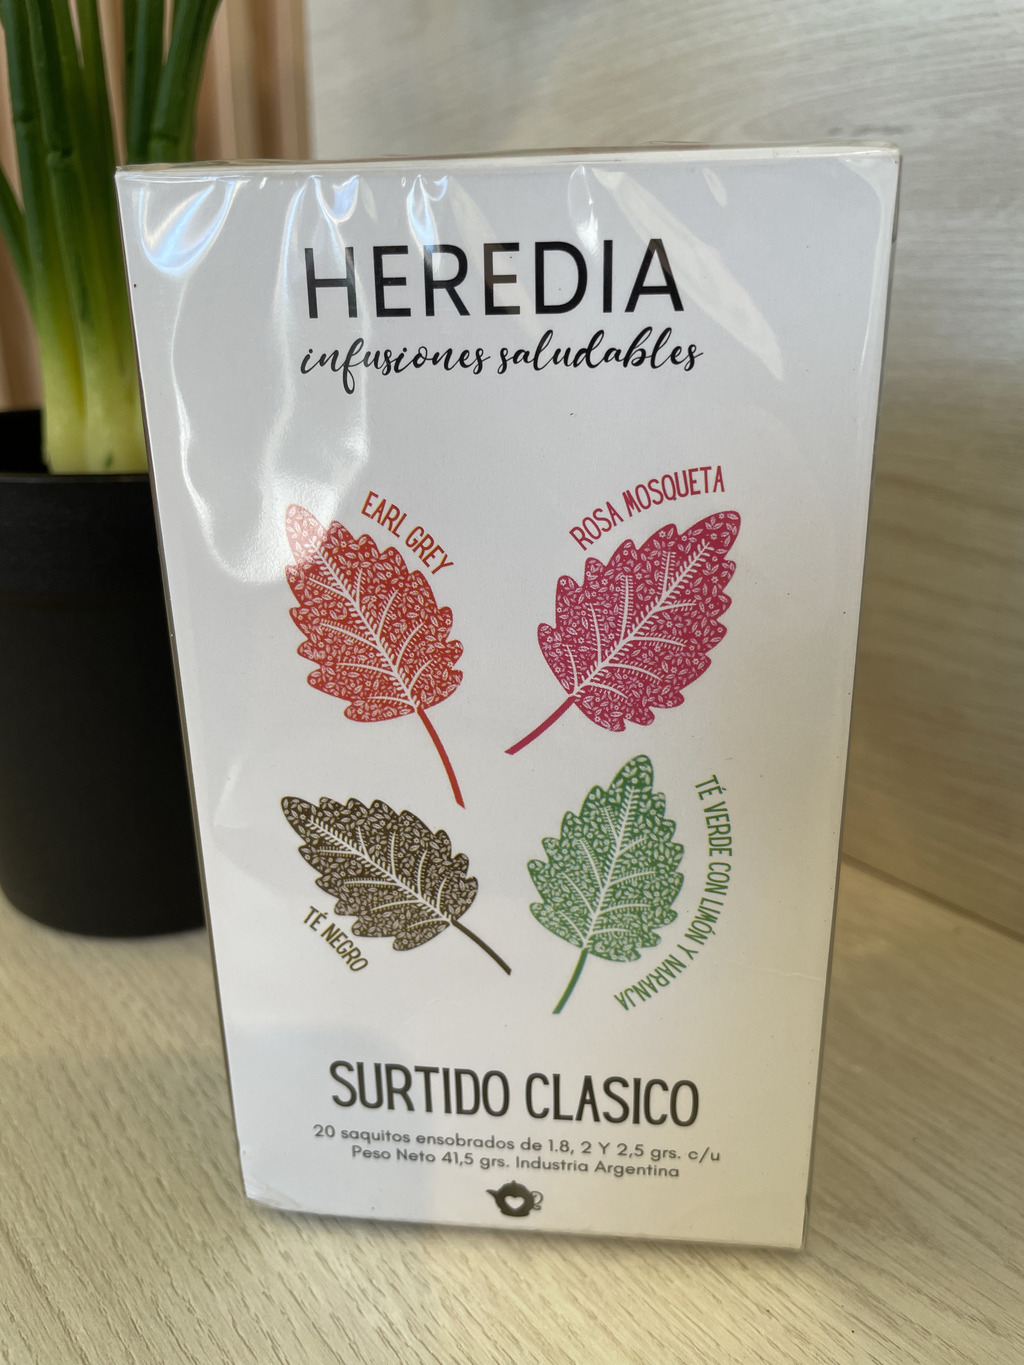 HEREDIA
infusiones saludables
EARL GREY
ROSA MOSQUETA
TÉ NEGRO
TÉ VERDE CON LIMÓN Y NARANJA
SURTIDO CLASICO
20 saquitos ensobrados de 1.8, 2 Y 2,5 grs. c/u
Peso Neto 41,5 grs. Industria Argentina